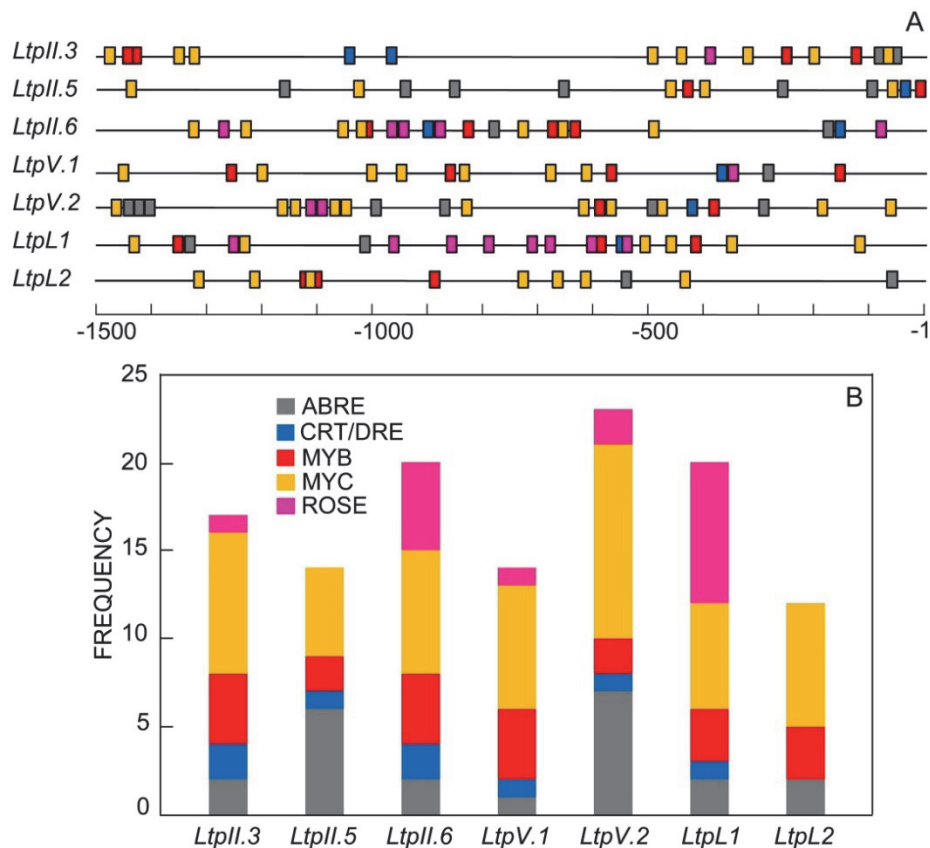 A
LtpII.3
LtpII.5
LtpII.6
LtpV.1
LtpV.2
LtpL1
LtpL2
-1500 -1000 -500 -1
B
25
20
15
10
5
0
FREQUENCY
ABRE
CRT/DRE
MYB
MYC
ROSE
LtpII.3 LtpII.5 LtpII.6 LtpV.1 LtpV.2 LtpL1 LtpL2